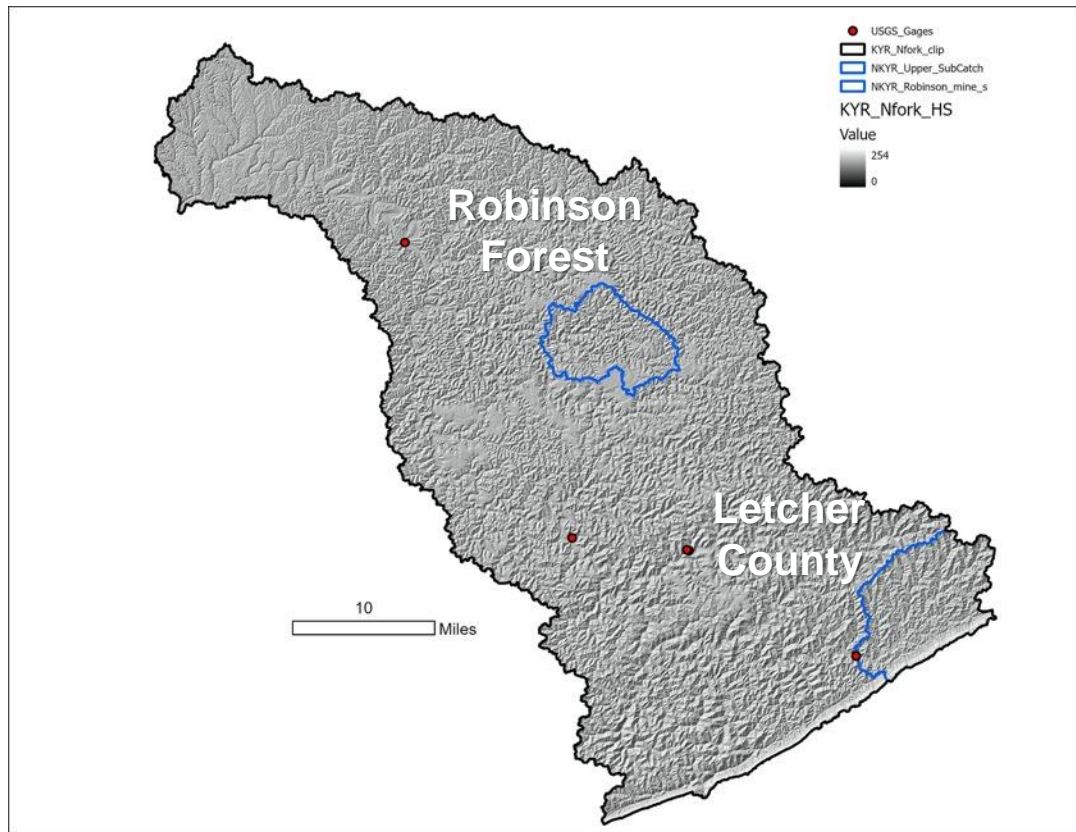 USGS_Gages
KYR_Nfork_clip
NKYR_Upper_SubCatch
NKYR_Robinson_mine_s
KYR_Nfork_HS
Value
254
0
Robinson
Forest
Letcher
County
10
Miles